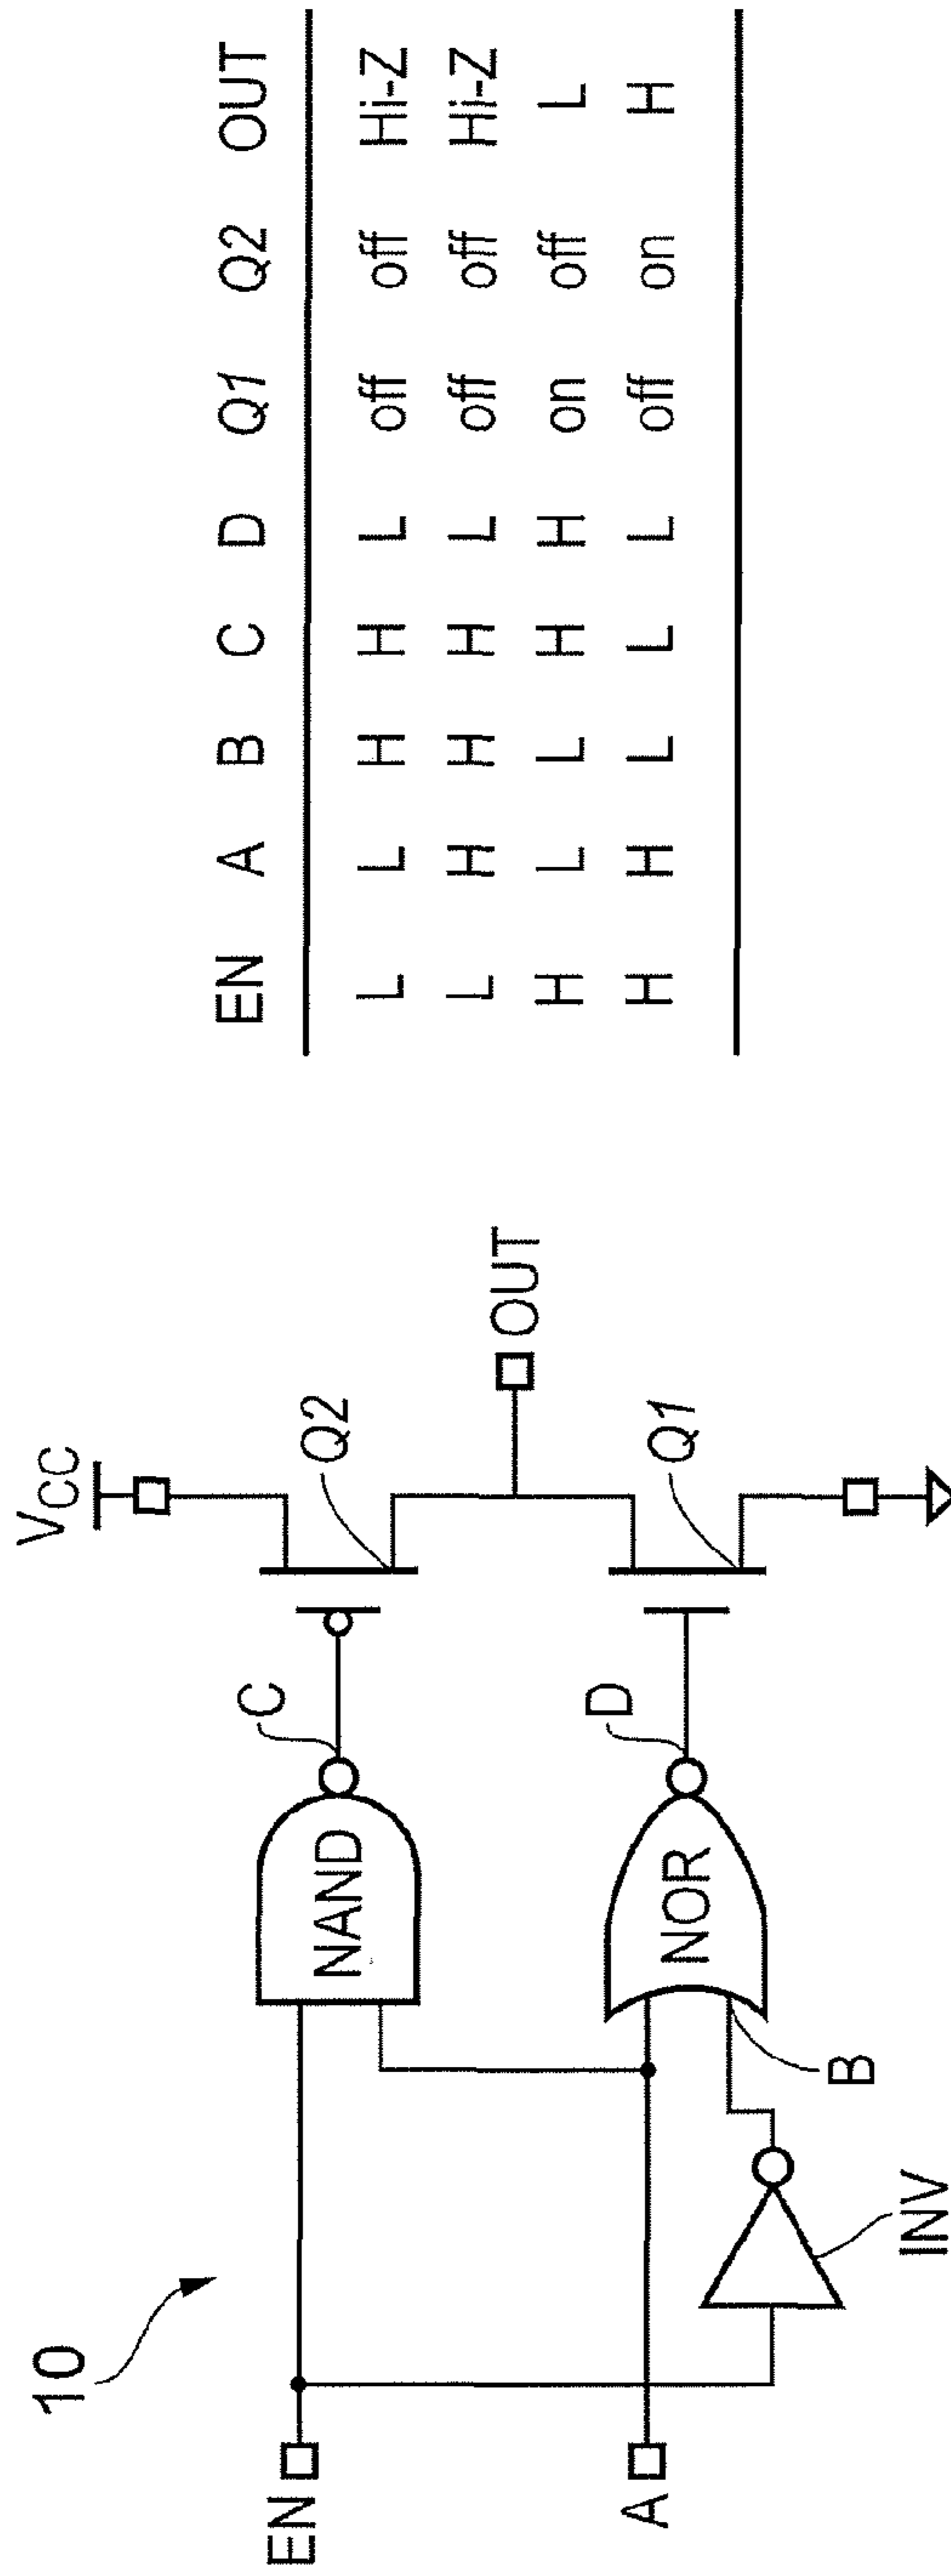 10
EN
A
INV
B
NAND
NOR
C
D
VCC
Q2
Q1
OUT
EN A B C D Q1 Q2 OUT
L L H H L off off Hi-Z
L H H H L off off Hi-Z
H L L H H on off L
H H L L L off on H